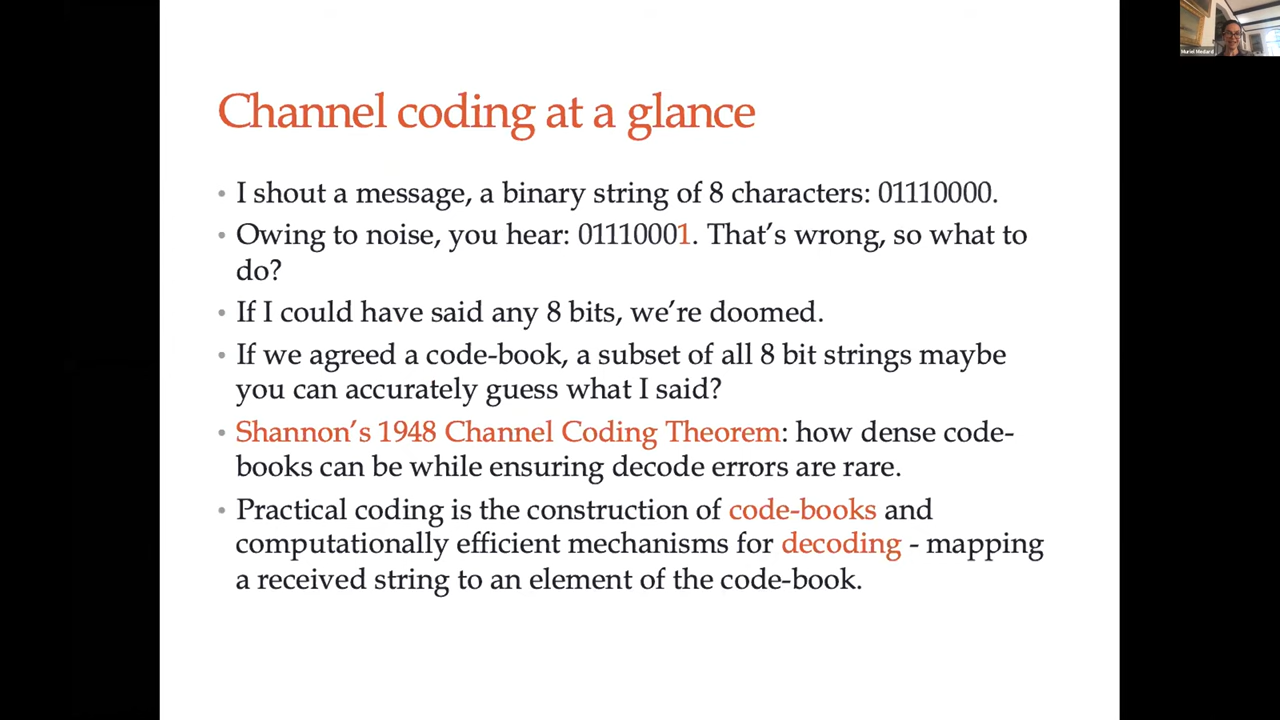 Muriel Médard
Channel coding at a glance
• I shout a message, a binary string of 8 characters: 01110000.
• Owing to noise, you hear: 01110001. That’s wrong, so what to
do?
• If I could have said any 8 bits, we’re doomed.
• If we agreed a code-book, a subset of all 8 bit strings maybe
you can accurately guess what I said?
• Shannon’s 1948 Channel Coding Theorem: how dense code-
books can be while ensuring decode errors are rare.
• Practical coding is the construction of code-books and
computationally efficient mechanisms for decoding - mapping
a received string to an element of the code-book.